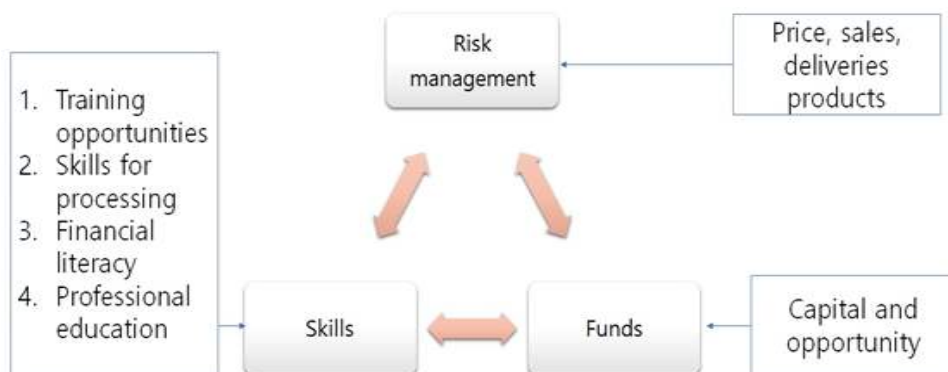 Risk
management
Price, sales,
deliveries
products
1. Training
opportunities
2. Skills for
processing
3. Financial
literacy
4. Professional
education
Skills
Funds
Capital and
opportunity